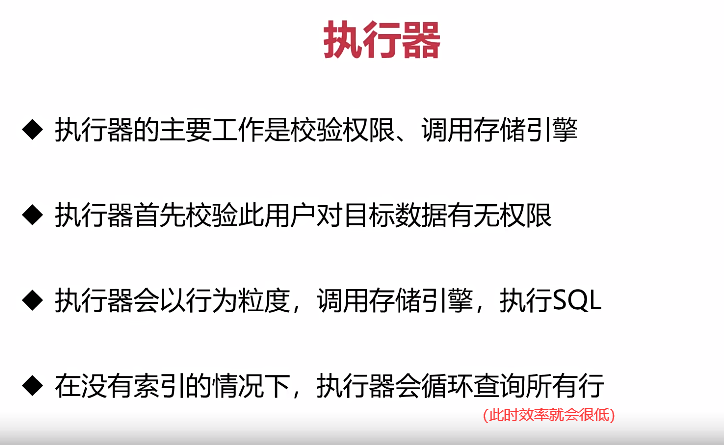 执行器
◆ 执行器的主要工作是校验权限、调用存储引擎
◆ 执行器首先校验此用户对目标数据有无权限
◆ 执行器会以行为粒度，调用存储引擎，执行SQL
◆ 在没有索引的情况下，执行器会循环查询所有行
(此时效率就会很低)